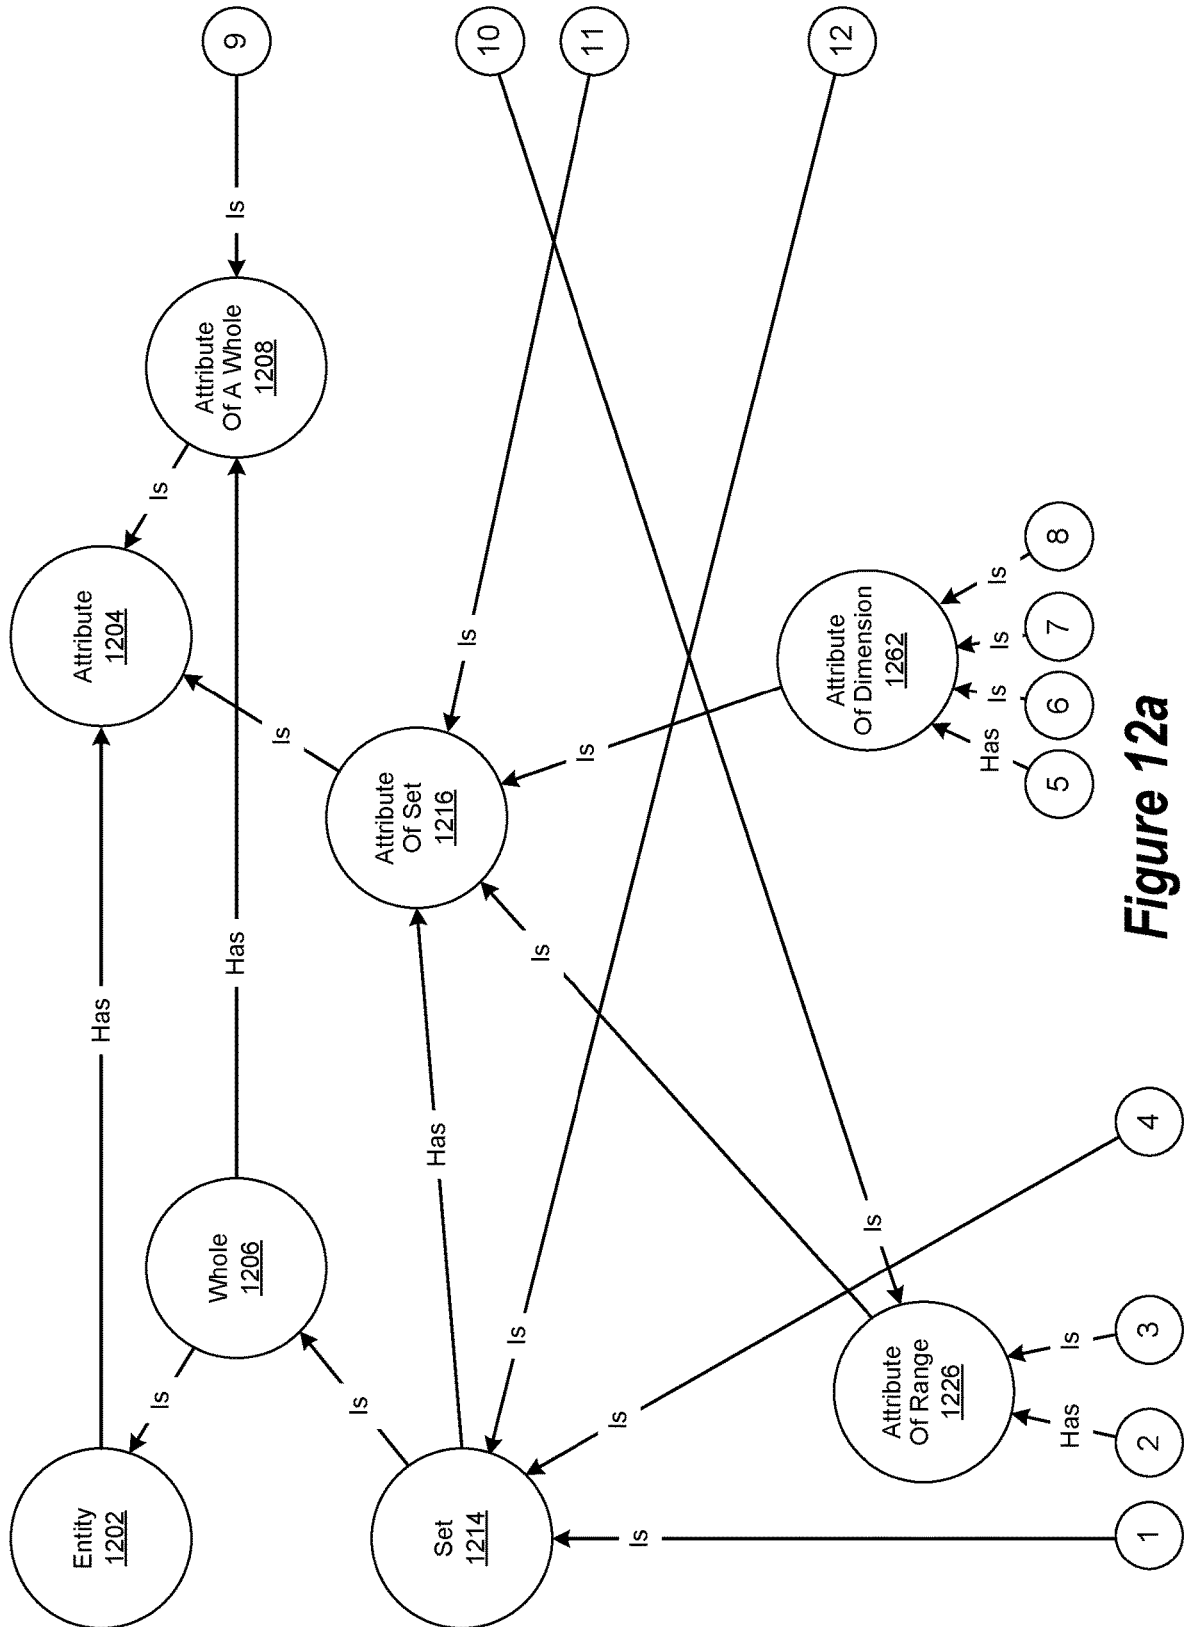 Entity
1202
Has
Attribute
1204
Is
Is
Whole
1206
Has
Attribute
Of A Whole
1208
Is
9
Is
Is
Set
1214
Has
Attribute
Of Set
1216
Is
10
Is
11
Is
Is
Is
Is
12
Attribute
Of Range
1226
Is
Attribute
Of Dimension
1262
Is
Has
Is
Has
Is
Is
Is
1
2
3
4
5
6
7
8
Figure 12a